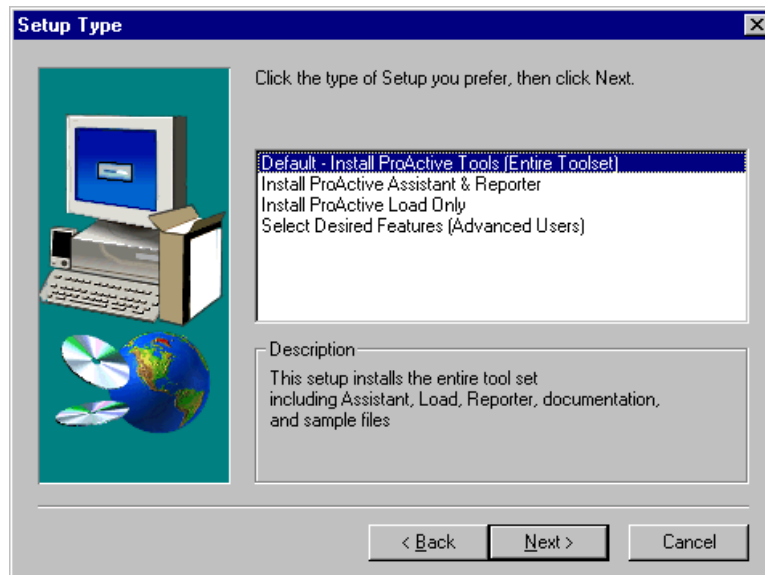 Setup Type
Click the type of Setup you prefer, then click Next.
Default - Install ProActive Tools (Entire Toolset)
Install ProActive Assistant & Reporter
Install ProActive Load Only
Select Desired Features (Advanced Users)
Description
This setup installs the entire tool set
including Assistant, Load, Reporter, documentation,
and sample files
< Back Next > Cancel